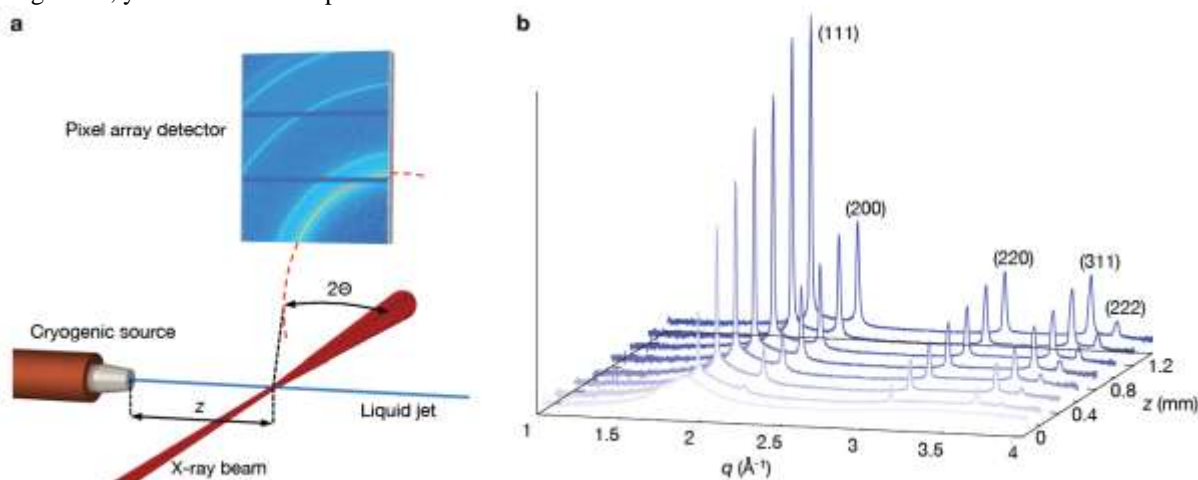 a
Pixel array detector
2Θ
Cryogenic source
z
Liquid jet
X-ray beam
b
(111)
(200)
(220)
(311)
(222)
1
1.5
2
2.5
3
3.5
4
q (Å⁻¹)
0
0.4
0.8
1.2
z (mm)